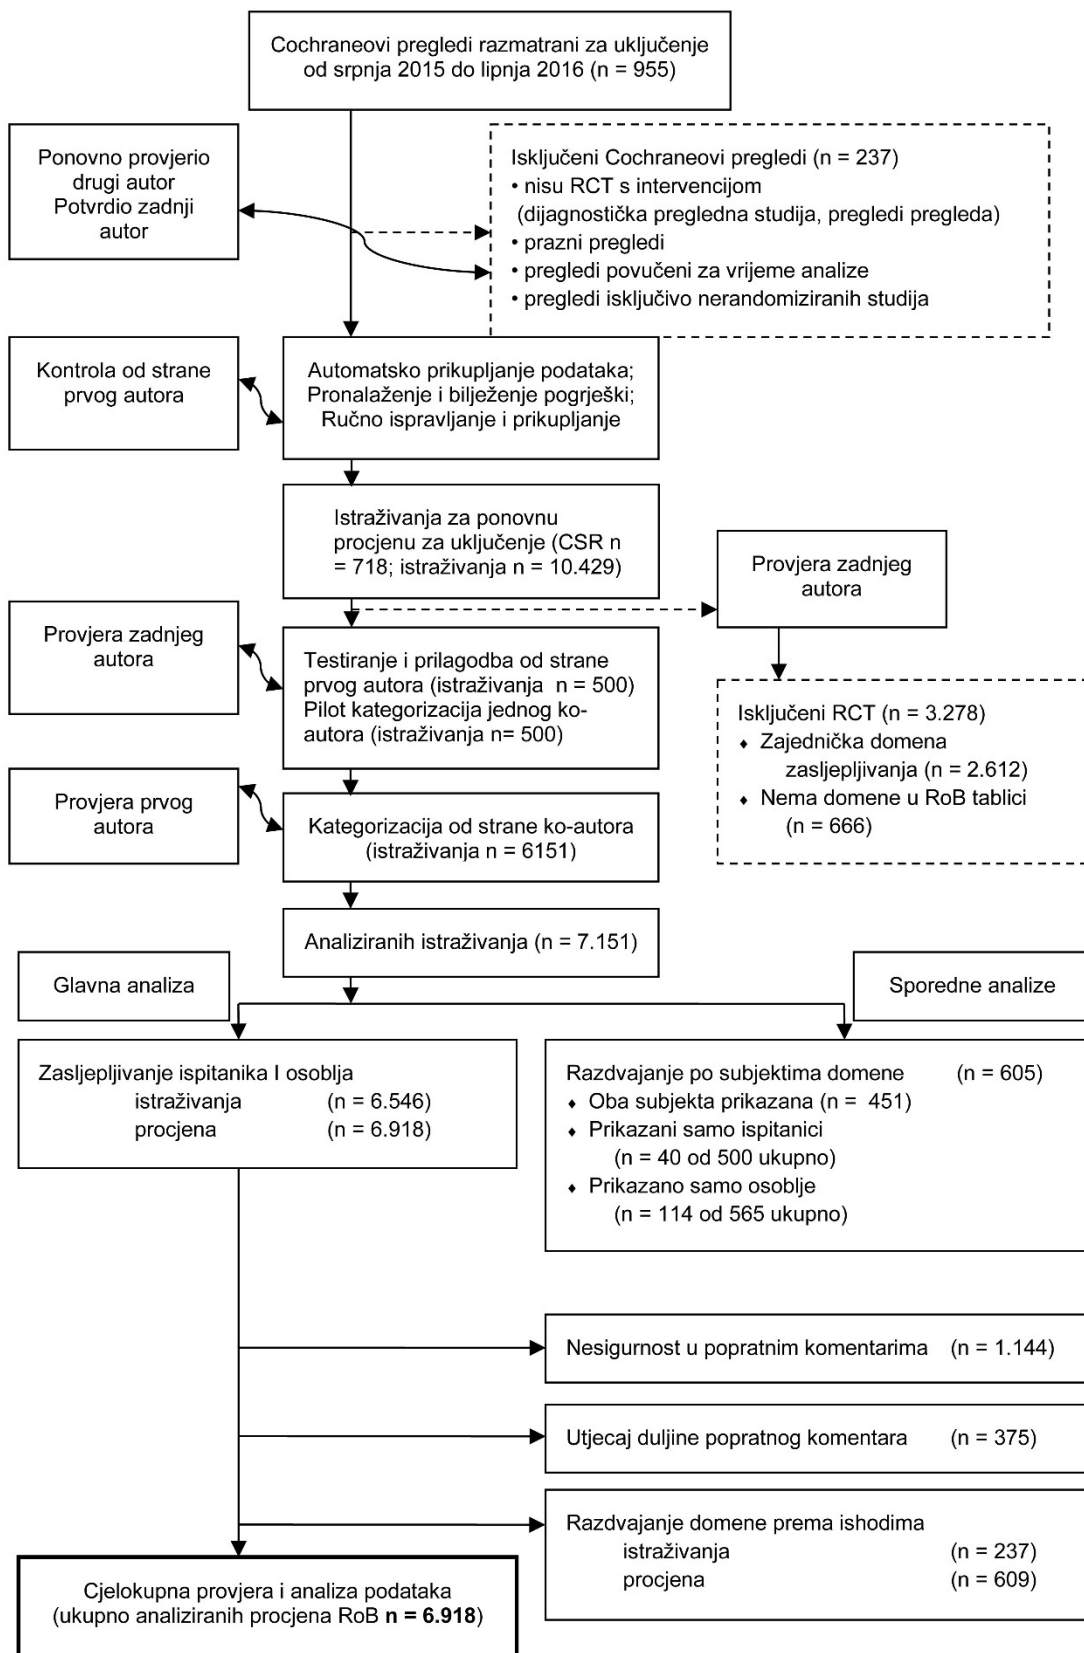 Cochraneovi pregledi razmatrani za uključenje
od srpnja 2015 do lipnja 2016 (n = 955)
Ponovno provjerio
drugi autor
Potvrdio zadnji
autor
Isključeni Cochraneovi pregledi (n = 237)
• nisu RCT s intervencijom
(dijagnostička pregledna studija, pregledi pregleda)
• prazni pregledi
• pregledi povučeni za vrijeme analize
• pregledi isključivo nerandomiziranih studija
Kontrola od strane
prvog autora
Automatsko prikupljanje podataka;
Pronalaženje i bilježenje pogrješki;
Ručno ispravljanje i prikupljanje
Istraživanja za ponovnu
procjenu za uključenje (CSR n
= 718; istraživanja n = 10.429)
Provjera zadnjeg
autora
Provjera zadnjeg
autora
Testiranje i prilagodba od strane
prvog autora (istraživanja n = 500)
Pilot kategorizacija jednog ko-
autora (istraživanja n= 500)
Isključeni RCT (n = 3.278)
♦ Zajednička domena
zasljepljivanja (n = 2.612)
♦ Nema domene u RoB tablici
(n = 666)
Provjera prvog
autora
Kategorizacija od strane ko-autora
(istraživanja n = 6151)
Analiziranih istraživanja (n = 7.151)
Glavna analiza
Sporedne analize
Zasljepljivanje ispitanika I osoblja
istraživanja (n = 6.546)
procjena (n = 6.918)
Razdvajanje po subjektima domene (n = 605)
♦ Oba subjekta prikazana (n = 451)
♦ Prikazani samo ispitanici
(n = 40 od 500 ukupno)
♦ Prikazano samo osoblje
(n = 114 od 565 ukupno)
Nesigurnost u popratnim komentarima (n = 1.144)
Utjecaj duljine popratnog komentara (n = 375)
Razdvajanje domene prema ishodima
istraživanja (n = 237)
procjena (n = 609)
Cjelokupna provjera i analiza podataka
(ukupno analiziranih procjena RoB n = 6.918)